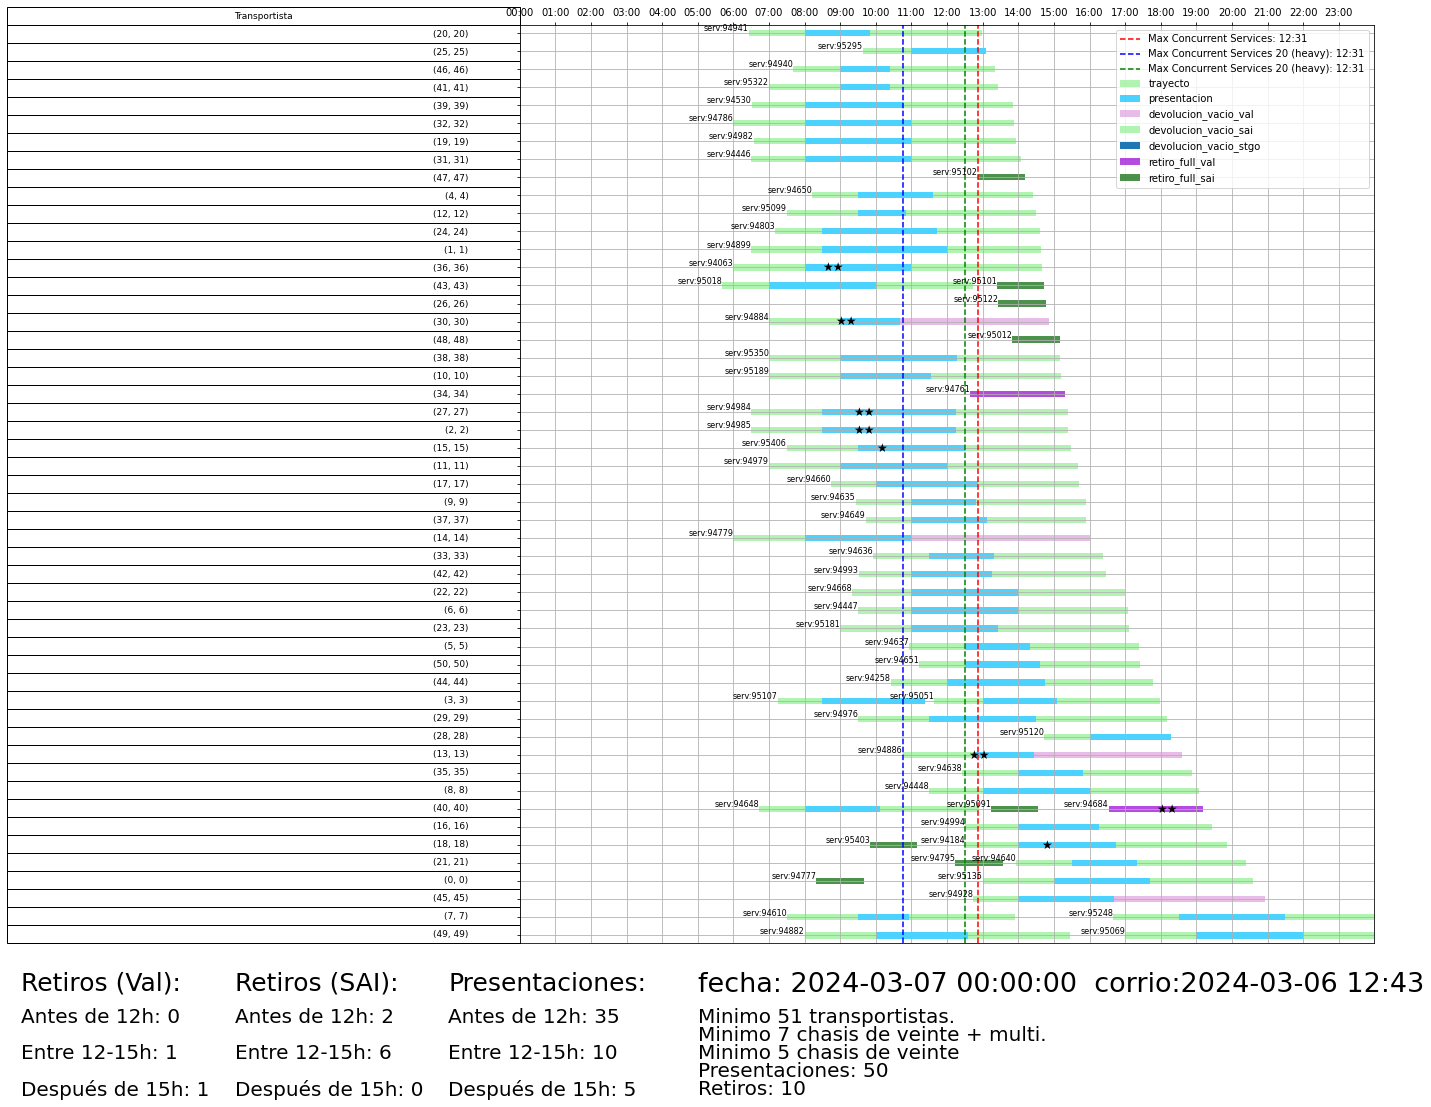 Transportista
00:00 01:00 02:00 03:00 04:00 05:00 06:00 07:00 08:00 09:00 10:00 11:00 12:00 13:00 14:00 15:00 16:00 17:00 18:00 19:00 20:00 21:00 22:00 23:00
Max Concurrent Services: 12:31
Max Concurrent Services 20 (heavy): 12:31
Max Concurrent Services 20 (heavy): 12:31
trayecto
presentacion
devolucion_vacio_val
devolucion_vacio_sai
devolucion_vacio_stgo
retiro_full_val
retiro_full_sai
(20, 20) serv:94941
(25, 25) serv:95295
(46, 46) serv:94940
(41, 41) serv:95322
(39, 39) serv:94530
(32, 32) serv:94786
(19, 19) serv:94982
(31, 31) serv:94446
(47, 47) serv:95102
(4, 4) serv:94650
(12, 12) serv:95099
(24, 24) serv:94803
(1, 1) serv:94899
(36, 36) serv:94063
(43, 43) serv:95018 serv:95101
(26, 26) serv:95122
(30, 30) serv:94884
(48, 48) serv:95012
(38, 38) serv:95350
(10, 10) serv:95189
(34, 34) serv:94761
(27, 27) serv:94984
(2, 2) serv:94985
(15, 15) serv:95406
(11, 11) serv:94979
(17, 17) serv:94660
(9, 9) serv:94635
(37, 37) serv:94649
(14, 14) serv:94779
(33, 33) serv:94636
(42, 42) serv:94993
(22, 22) serv:94668
(6, 6) serv:94447
(23, 23) serv:95181
(5, 5) serv:94637
(50, 50) serv:94651
(44, 44) serv:94258
(3, 3) serv:95107 serv:95051
(29, 29) serv:94976
(28, 28) serv:95120
(13, 13) serv:94886
(35, 35) serv:94638
(8, 8) serv:94448
(40, 40) serv:94648 serv:95091 serv:94684
(16, 16) serv:94994
(18, 18) serv:95403 serv:94184
(21, 21) serv:94795 serv:94640
(0, 0) serv:94777 serv:95136
(45, 45) serv:94928
(7, 7) serv:94610 serv:95248
(49, 49) serv:94882 serv:95069
Retiros (Val):
Antes de 12h: 0
Entre 12-15h: 1
Después de 15h: 1
Retiros (SAI):
Antes de 12h: 2
Entre 12-15h: 6
Después de 15h: 0
Presentaciones:
Antes de 12h: 35
Entre 12-15h: 10
Después de 15h: 5
fecha: 2024-03-07 00:00:00 corrio:2024-03-06 12:43
Minimo 51 transportistas.
Minimo 7 chasis de veinte + multi.
Minimo 5 chasis de veinte
Presentaciones: 50
Retiros: 10